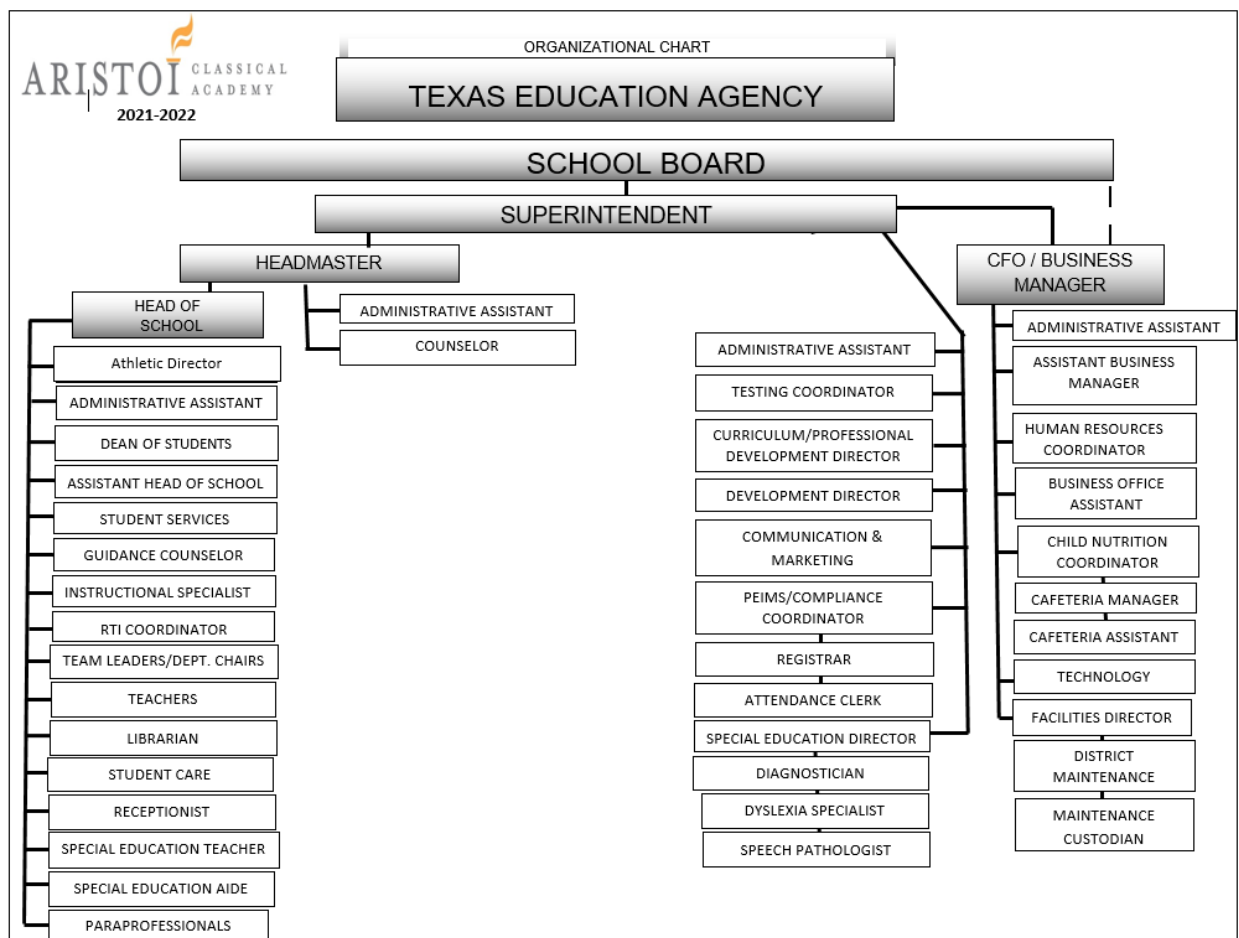 ORGANIZATIONAL CHART
ARISTOI CLASSICAL
ACADEMY
2021-2022
TEXAS EDUCATION AGENCY
SCHOOL BOARD
SUPERINTENDENT
HEADMASTER
ADMINISTRATIVE ASSISTANT
COUNSELOR
HEAD OF
SCHOOL
Athletic Director
ADMINISTRATIVE ASSISTANT
DEAN OF STUDENTS
ASSISTANT HEAD OF SCHOOL
STUDENT SERVICES
GUIDANCE COUNSELOR
INSTRUCTIONAL SPECIALIST
RTI COORDINATOR
TEAM LEADERS/DEPT. CHAIRS
TEACHERS
LIBRARIAN
STUDENT CARE
RECEPTIONIST
SPECIAL EDUCATION TEACHER
SPECIAL EDUCATION AIDE
PARAPROFESSIONALS
ADMINISTRATIVE ASSISTANT
TESTING COORDINATOR
CURRICULUM/PROFESSIONAL
DEVELOPMENT DIRECTOR
DEVELOPMENT DIRECTOR
COMMUNICATION &
MARKETING
PEIMS/COMPLIANCE
COORDINATOR
REGISTRAR
ATTENDANCE CLERK
SPECIAL EDUCATION DIRECTOR
DIAGNOSTICIAN
DYSLEXIA SPECIALIST
SPEECH PATHOLOGIST
CFO / BUSINESS
MANAGER
ADMINISTRATIVE ASSISTANT
ASSISTANT BUSINESS
MANAGER
HUMAN RESOURCES
COORDINATOR
BUSINESS OFFICE
ASSISTANT
CHILD NUTRITION
COORDINATOR
CAFETERIA MANAGER
CAFETERIA ASSISTANT
TECHNOLOGY
FACILITIES DIRECTOR
DISTRICT
MAINTENANCE
MAINTENANCE
CUSTODIAN